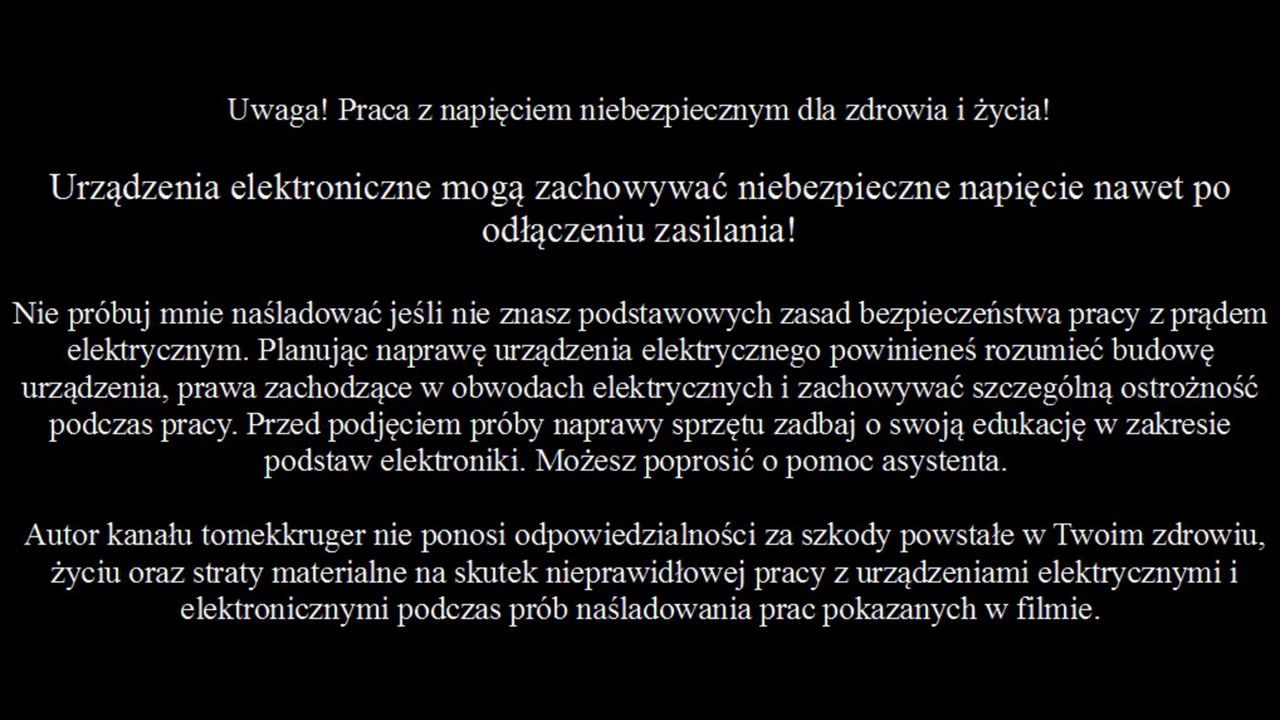 Uwaga! Praca z napięciem niebezpiecznym dla zdrowia i życia!
Urządzenia elektroniczne mogą zachowywać niebezpieczne napięcie nawet po
odłączeniu zasilania!
Nie próbuj mnie naśladować jeśli nie znasz podstawowych zasad bezpieczeństwa pracy z prądem
elektrycznym. Planując naprawę urządzenia elektrycznego powinieneś rozumieć budowę
urządzenia, prawa zachodzące w obwodach elektrycznych i zachowywać szczególną ostrożność
podczas pracy. Przed podjęciem próby naprawy sprzętu zadbaj o swoją edukację w zakresie
podstaw elektroniki. Możesz poprosić o pomoc asystenta.
Autor kanału tomekkruger nie ponosi odpowiedzialności za szkody powstałe w Twoim zdrowiu,
życiu oraz straty materialne na skutek nieprawidłowej pracy z urządzeniami elektrycznymi i
elektronicznymi podczas prób naśladowania prac pokazanych w filmie.